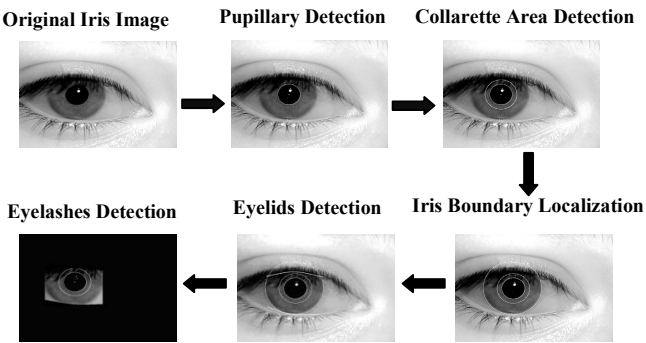 Original Iris Image
Pupillary Detection
Collarette Area Detection
Eyelashes Detection
Eyelids Detection
Iris Boundary Localization